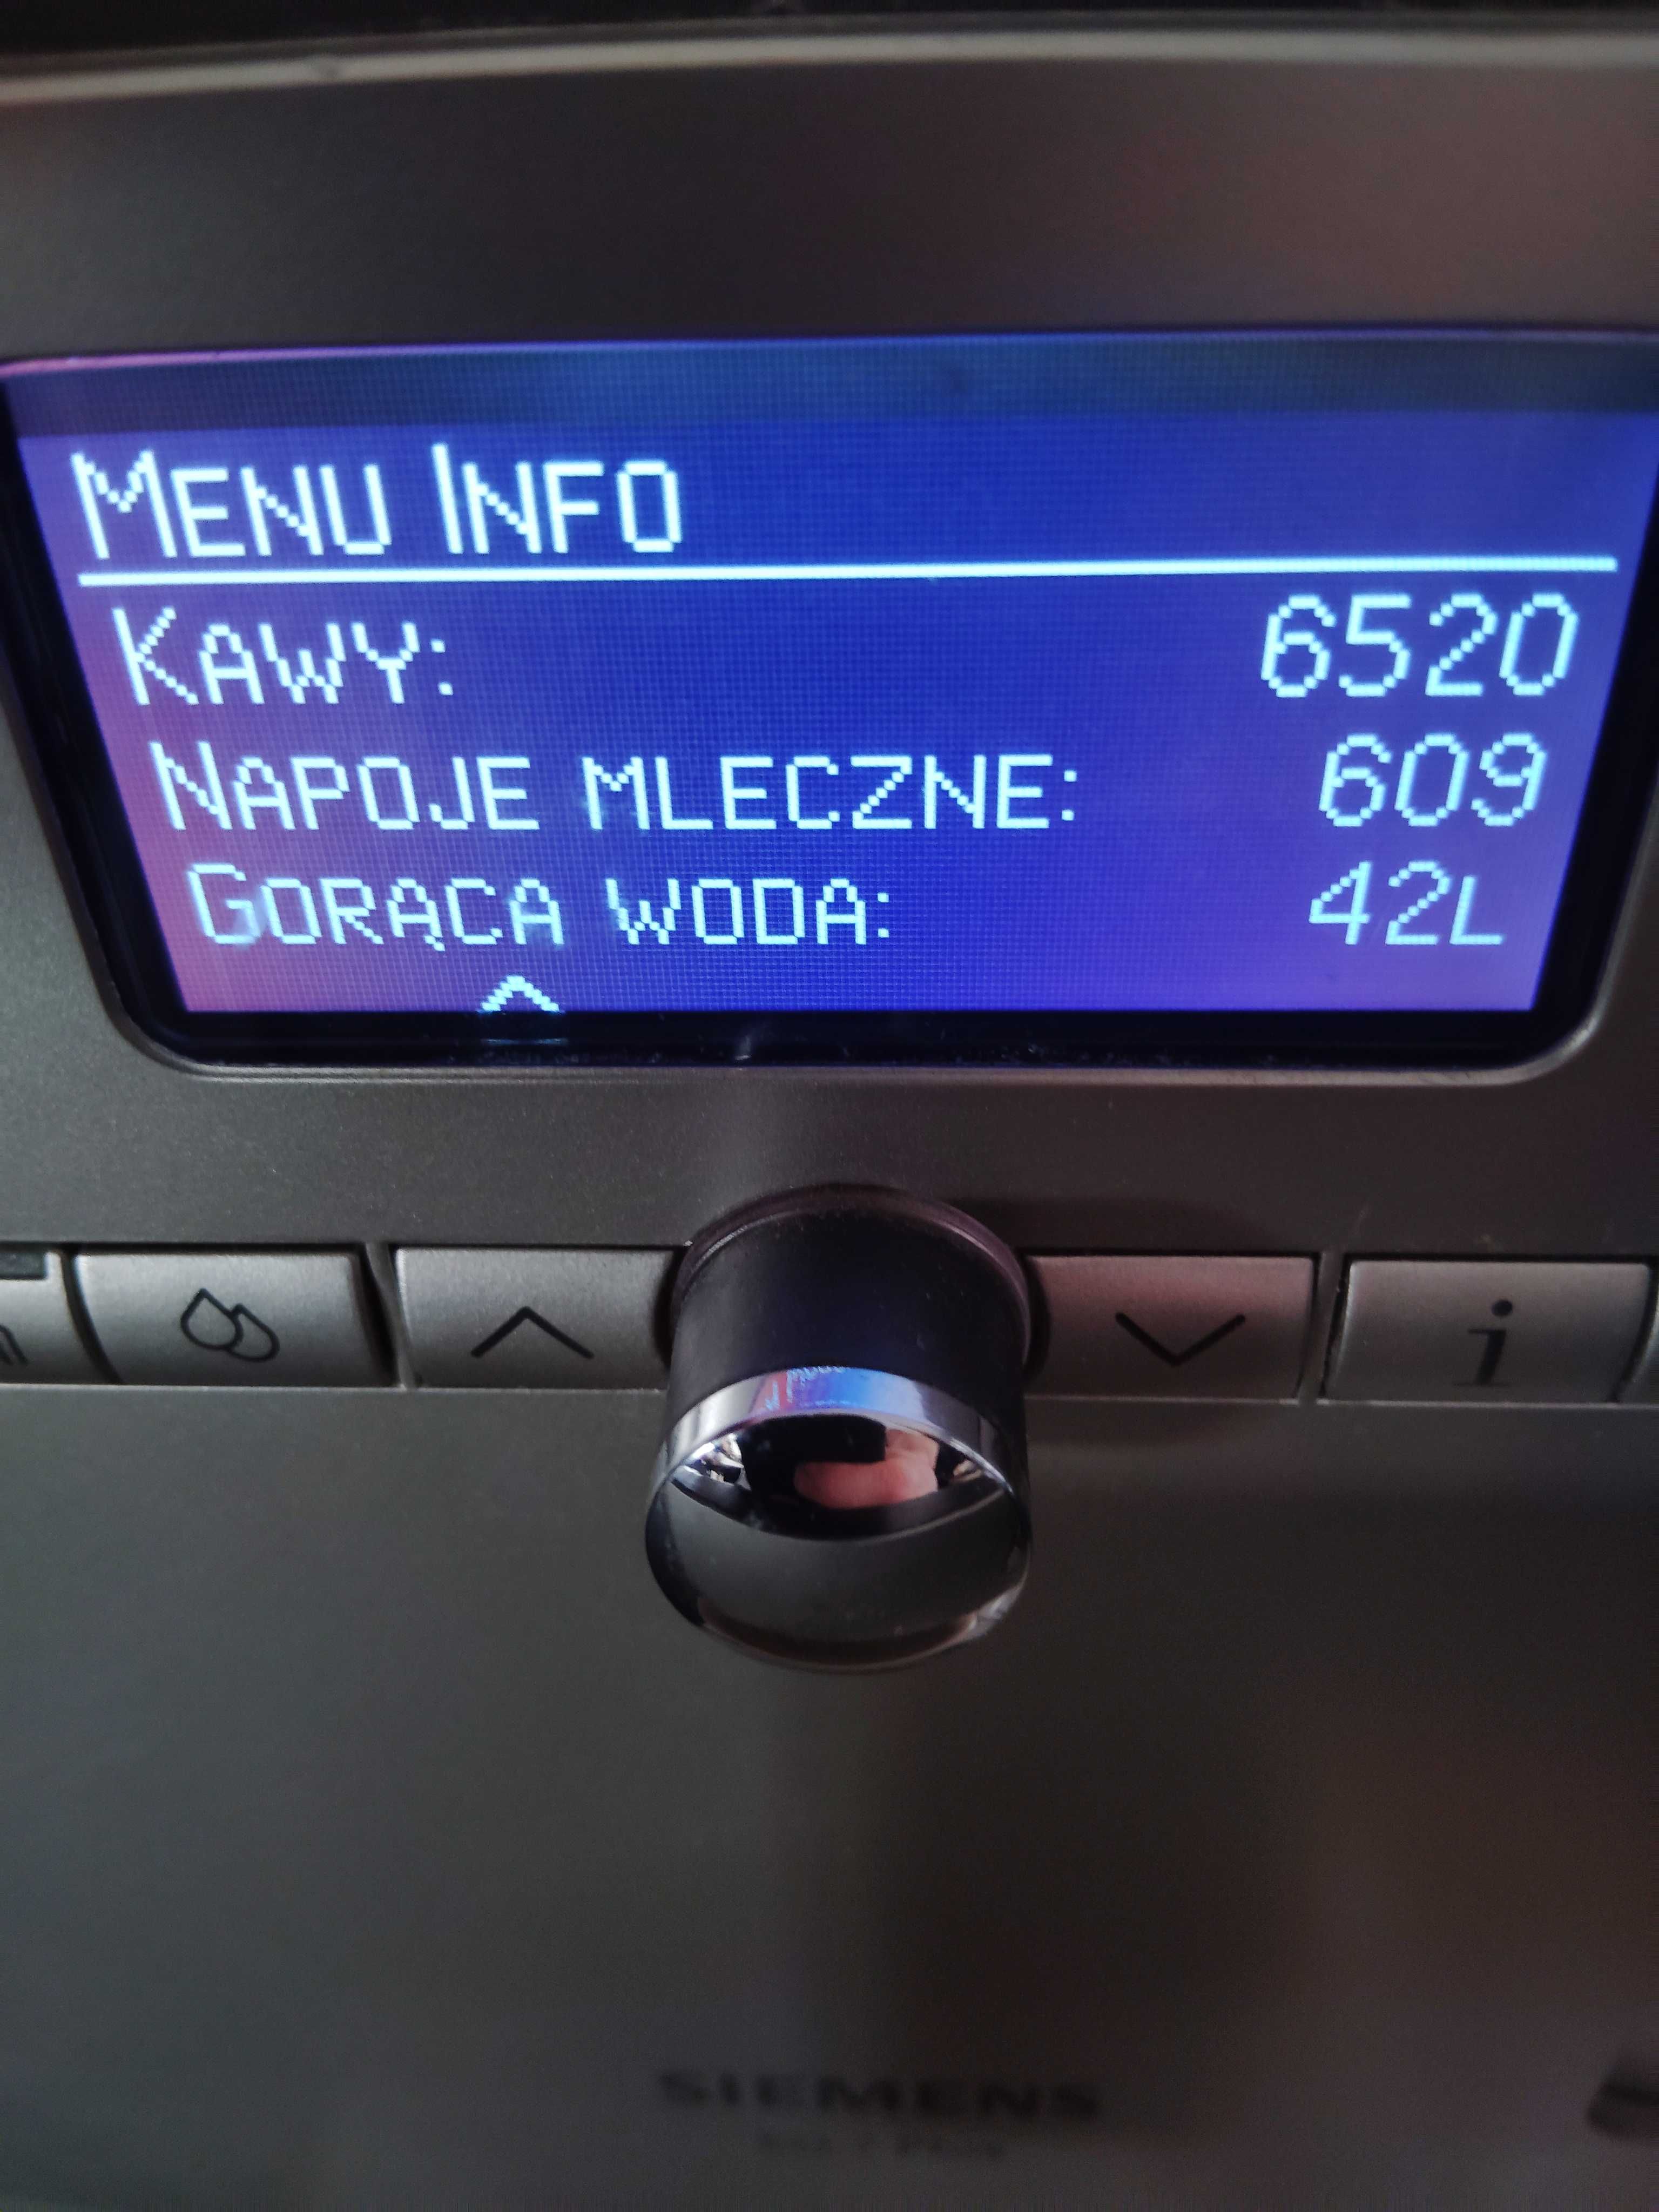 Menu Info
Kawy: 6520
Napoje mleczne: 609
Gorąca woda: 42L
i
SIEMENS